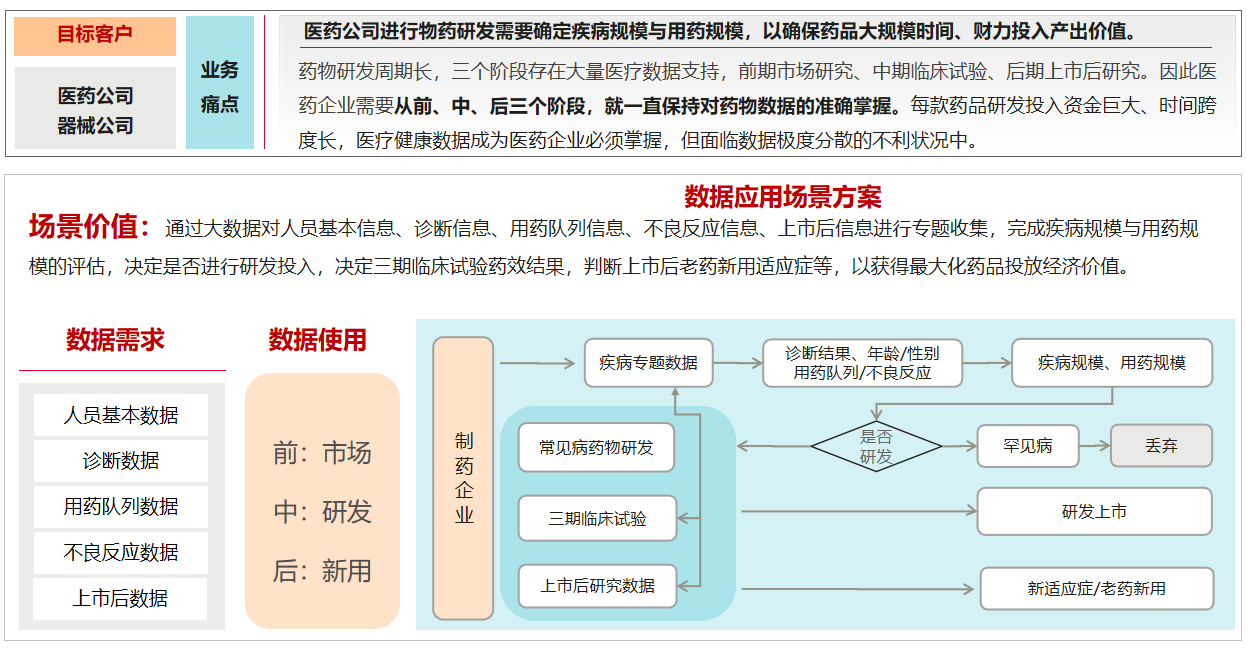 目标客户
医药公司
器械公司
业务
痛点
医药公司进行物药研发需要确定疾病规模与用药规模，以确保药品大规模时间、财力投入产出价值。
药物研发周期长，三个阶段存在大量医疗数据支持，前期市场研究、中期临床试验、后期上市后研究。因此医
药企业需要从前、中、后三个阶段，就一直保持对药物数据的准确掌握。每款药品研发投入资金巨大、时间跨
度长，医疗健康数据成为医药企业必须掌握，但面临数据极度分散的不利状况中。
数据应用场景方案
场景价值：通过大数据对人员基本信息、诊断信息、用药队列信息、不良反应信息、上市后信息进行专题收集，完成疾病规模与用药规
模的评估，决定是否进行研发投入，决定三期临床试验药效结果，判断上市后老药新用适应症等，以获得最大化药品投放经济价值。
数据需求
人员基本数据
诊断数据
用药队列数据
不良反应数据
上市后数据
数据使用
前：市场
中：研发
后：新用
制
药
企
业
疾病专题数据
诊断结果、年龄/性别
用药队列/不良反应
疾病规模、用药规模
常见病药物研发
是否
研发
罕见病
丢弃
三期临床试验
研发上市
上市后研究数据
新适应症/老药新用